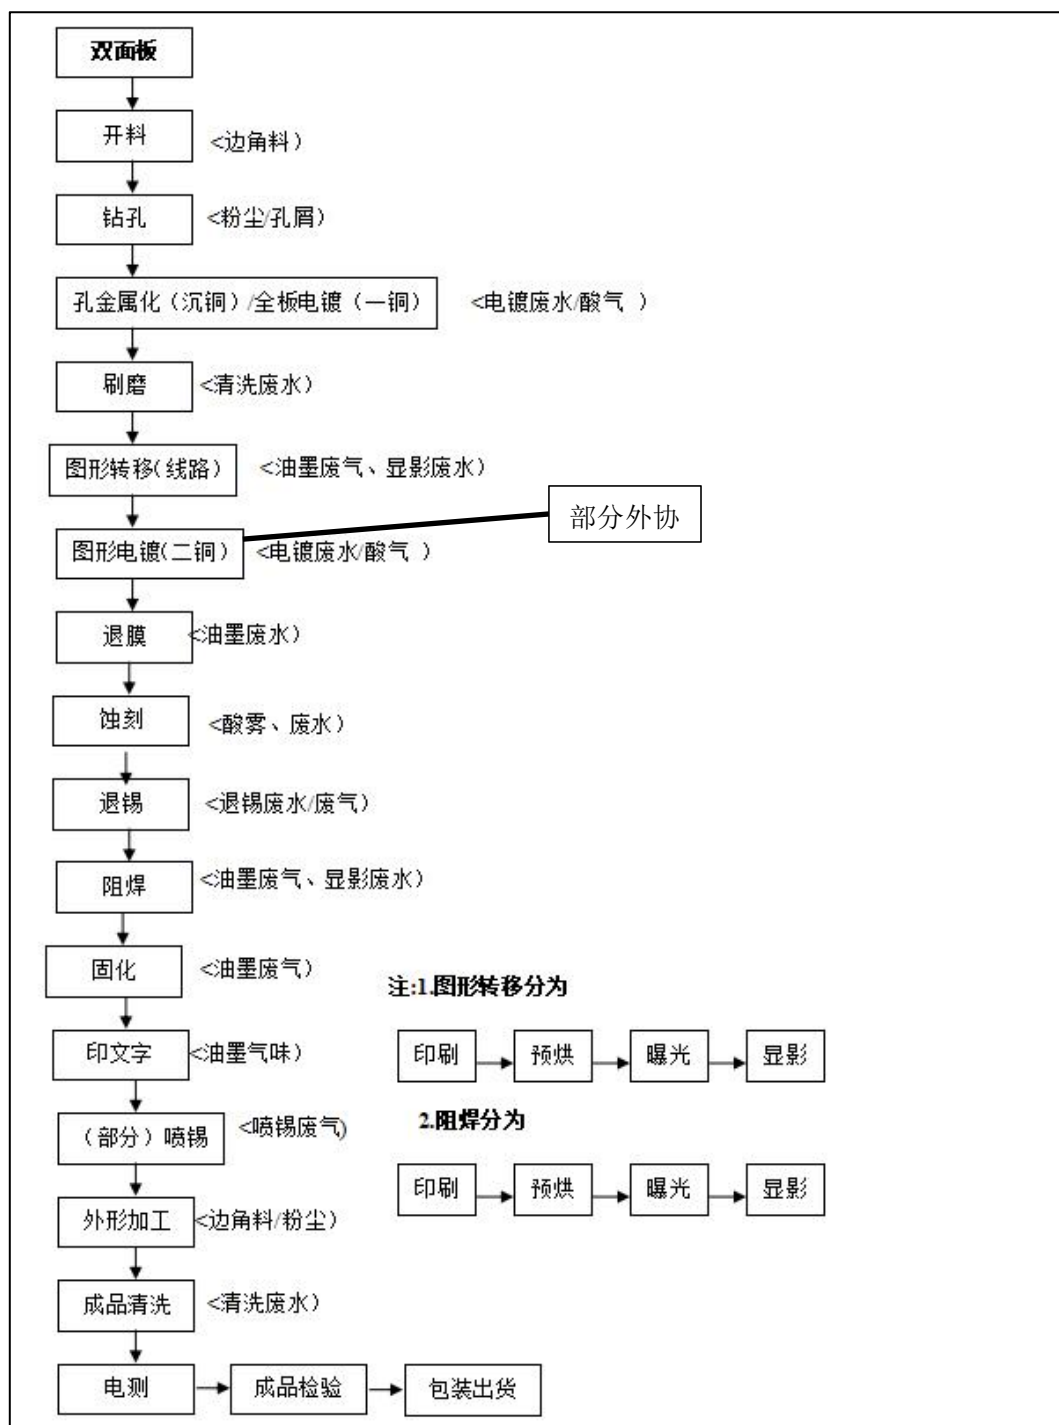 双面板
开料 <边角料）
钻孔 <粉尘/孔屑）
孔金属化（沉铜）/全板电镀（一铜） <电镀废水/酸气 ）
刷磨 <清洗废水）
图形转移(线路） <油墨废气、显影废水）
部分外协
图形电镀(二铜） <电镀废水/酸气 ）
退膜 <油墨废水）
蚀刻 <酸雾、废水）
退锡 <退锡废水/废气）
阻焊 <油墨废气、显影废水）
固化 <油墨废气）
注:1.图形转移分为
印文字 <油墨气味） 印刷 预烘 曝光 显影
（部分）喷锡 <喷锡废气) 2.阻焊分为
印刷 预烘 曝光 显影
外形加工 <边角料/粉尘）
成品清洗 <清洗废水）
电测 成品检验 包装出货